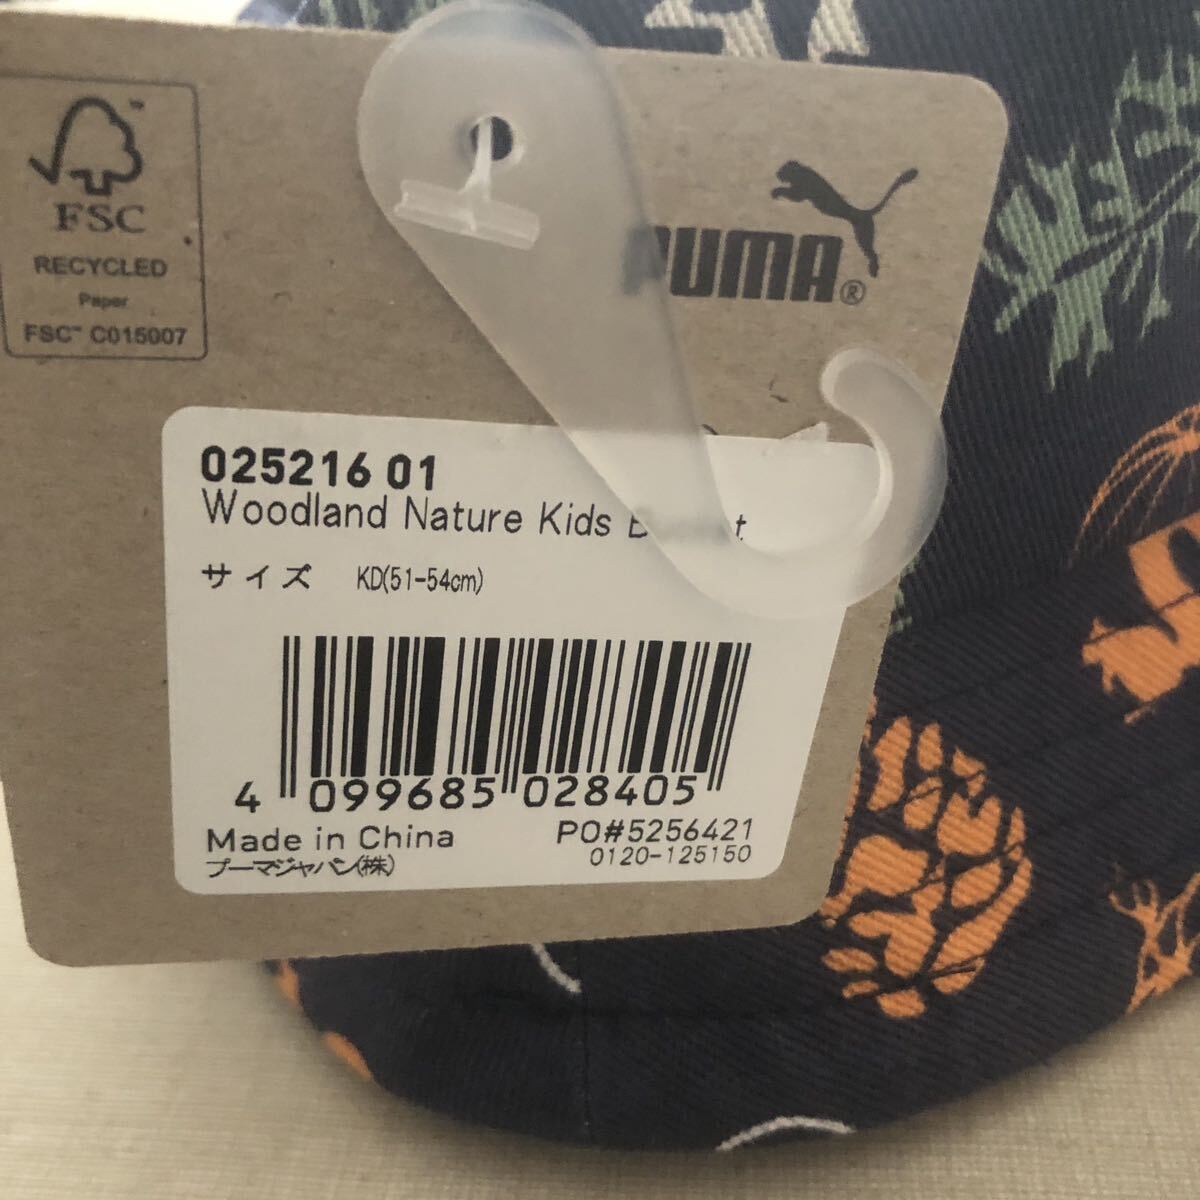 FSC™
RECYCLED
Paper
FSC™ C015007
PUMA®
025216 01
Woodland Nature Kids
サイズ KD(51-54cm)
4 099685 028405
Made in China PO#5256421
プーマジャパン(株) 0120-125150